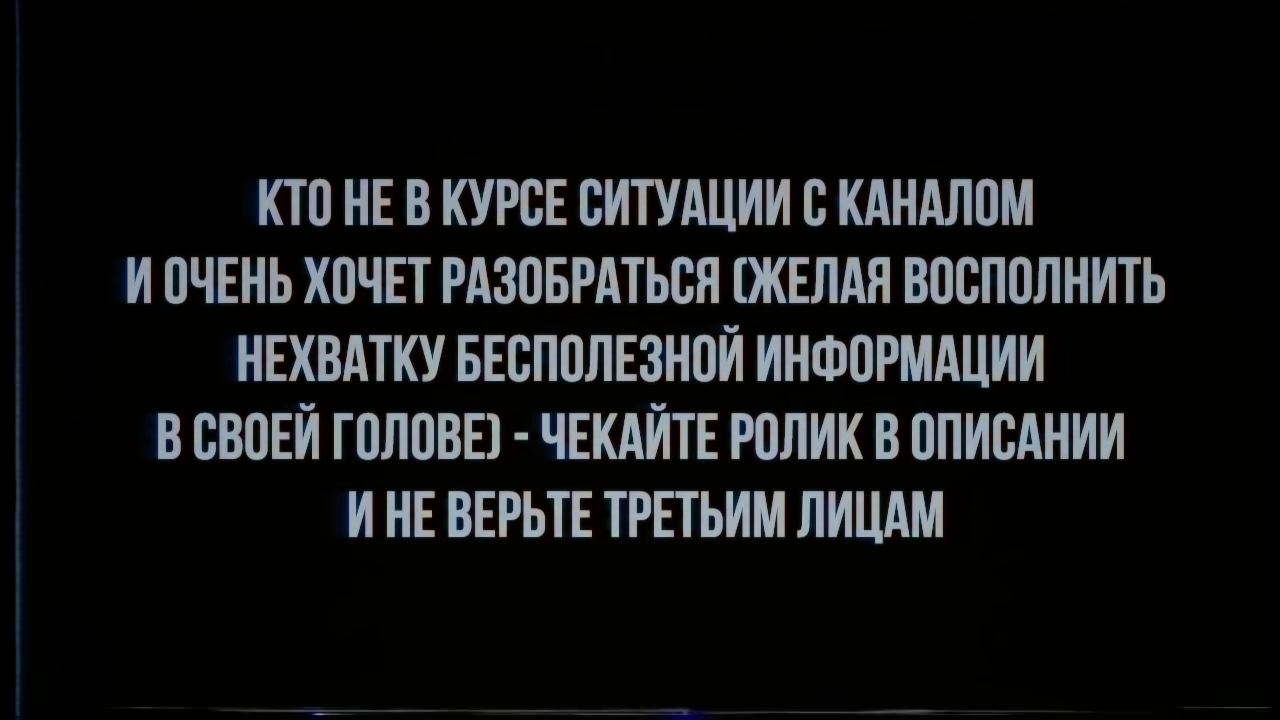 КТО НЕ В КУРСЕ СИТУАЦИИ С КАНАЛОМ
И ОЧЕНЬ ХОЧЕТ РАЗОБРАТЬСЯ (ЖЕЛАЯ ВОСПОЛНИТЬ
НЕХВАТКУ БЕСПОЛЕЗНОЙ ИНФОРМАЦИИ
В СВОЕЙ ГОЛОВЕ) - ЧЕКАЙТЕ РОЛИК В ОПИСАНИИ
И НЕ ВЕРЬТЕ ТРЕТЬИМ ЛИЦАМ